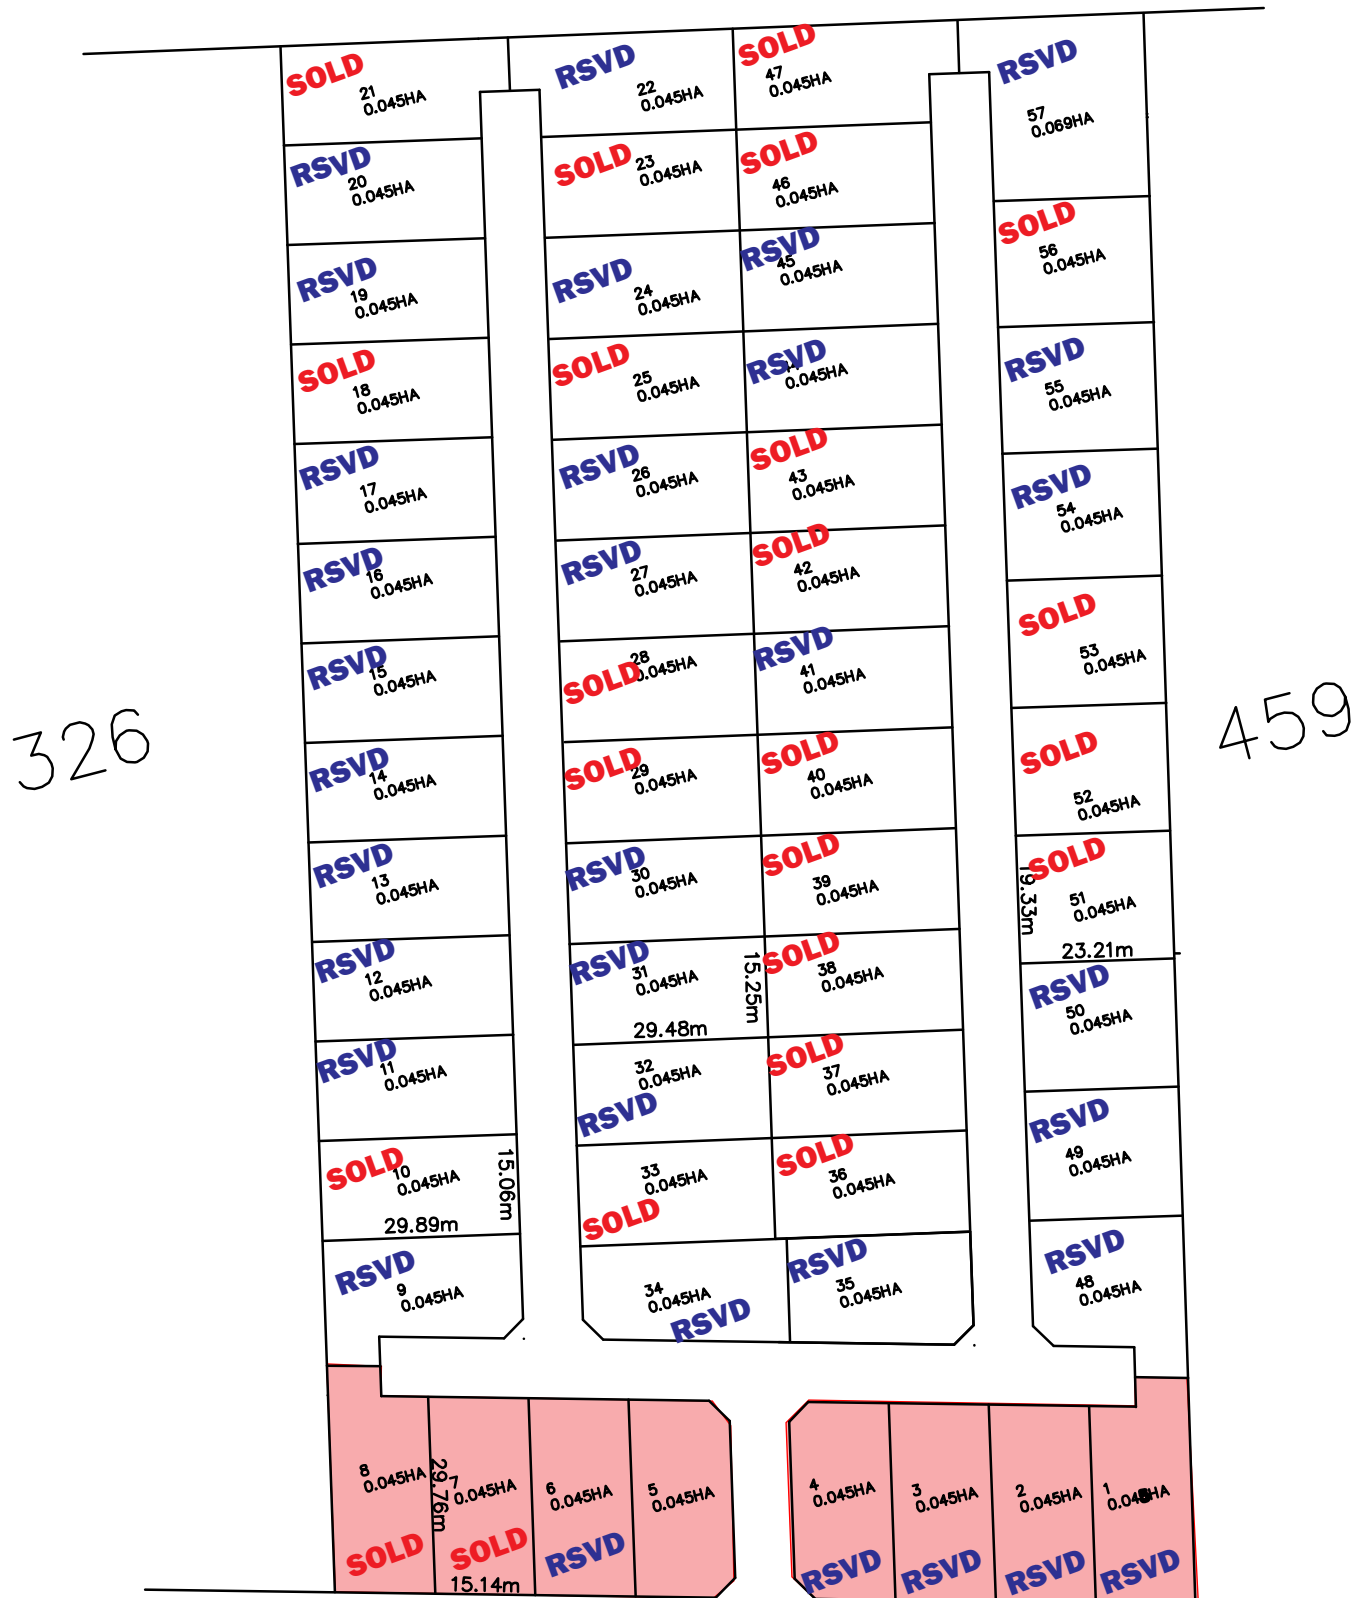 SOLD
21
0.045HA
RSVD
22
0.045HA
SOLD
47
0.045HA
RSVD
57
0.069HA
RSVD
20
0.045HA
SOLD
23
0.045HA
SOLD
46
0.045HA
SOLD
56
0.045HA
RSVD
19
0.045HA
RSVD
24
0.045HA
RSVD
45
0.045HA
RSVD
55
0.045HA
SOLD
18
0.045HA
SOLD
25
0.045HA
RSVD
0.045HA
RSVD
54
0.045HA
RSVD
17
0.045HA
RSVD
26
0.045HA
SOLD
43
0.045HA
SOLD
53
0.045HA
RSVD
16
0.045HA
RSVD
27
0.045HA
SOLD
42
0.045HA
SOLD
52
0.045HA
RSVD
15
0.045HA
SOLD
28
0.045HA
RSVD
41
0.045HA
326
459
RSVD
14
0.045HA
SOLD
29
0.045HA
SOLD
40
0.045HA
SOLD
51
0.045HA
19.33m
23.21m
RSVD
13
0.045HA
RSVD
30
0.045HA
SOLD
39
0.045HA
RSVD
50
0.045HA
RSVD
12
0.045HA
RSVD
31
0.045HA
15.25m
29.48m
SOLD
38
0.045HA
RSVD
49
0.045HA
RSVD
11
0.045HA
32
0.045HA
RSVD
SOLD
37
0.045HA
SOLD
10
0.045HA
15.06m
29.89m
33
0.045HA
SOLD
SOLD
36
0.045HA
RSVD
48
0.045HA
RSVD
9
0.045HA
34
0.045HA
RSVD
RSVD
35
0.045HA
8
0.045HA
SOLD
29.76m
7
0.045HA
SOLD
15.14m
6
0.045HA
RSVD
5
0.045HA
4
0.045HA
RSVD
3
0.045HA
RSVD
2
0.045HA
RSVD
1
0.045HA
RSVD